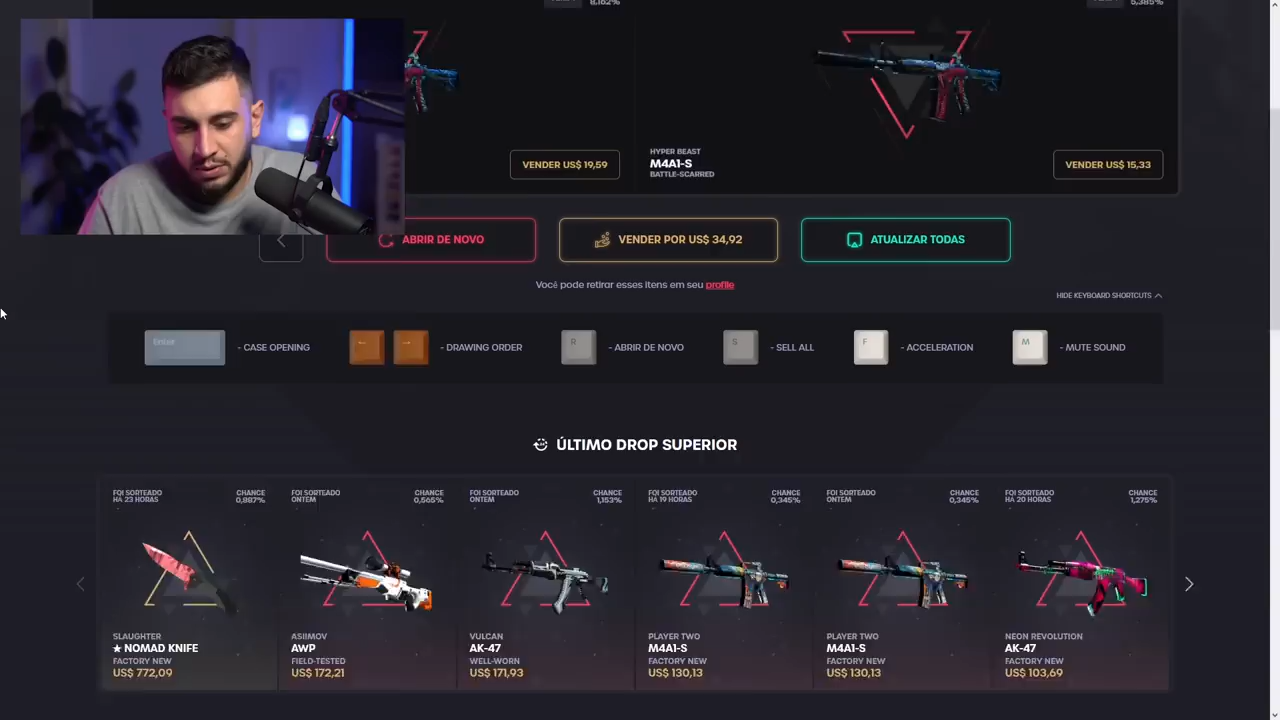 8,162%
5,385%
HYPER BEAST
M4A1-S
BATTLE-SCARRED
VENDER US$ 19,59
VENDER US$ 15,33
ABRIR DE NOVO
VENDER POR US$ 34,92
ATUALIZAR TODAS
Você pode retirar esses itens em seu profile
HIDE KEYBOARD SHORTCUTS
Enter
- CASE OPENING
- DRAWING ORDER
R
- ABRIR DE NOVO
S
- SELL ALL
F
- ACCELERATION
M
- MUTE SOUND
ÚLTIMO DROP SUPERIOR
FOI SORTEADO
HÁ 23 HORAS
CHANCE
0,887%
SLAUGHTER
★ NOMAD KNIFE
FACTORY NEW
US$ 772,09
FOI SORTEADO
ONTEM
CHANCE
0,565%
ASIIMOV
AWP
FIELD-TESTED
US$ 172,21
FOI SORTEADO
ONTEM
CHANCE
1,153%
VULCAN
AK-47
WELL-WORN
US$ 171,93
FOI SORTEADO
HÁ 19 HORAS
CHANCE
0,345%
PLAYER TWO
M4A1-S
FACTORY NEW
US$ 130,13
FOI SORTEADO
ONTEM
CHANCE
0,345%
PLAYER TWO
M4A1-S
FACTORY NEW
US$ 130,13
FOI SORTEADO
HÁ 20 HORAS
CHANCE
1,275%
NEON REVOLUTION
AK-47
FACTORY NEW
US$ 103,69